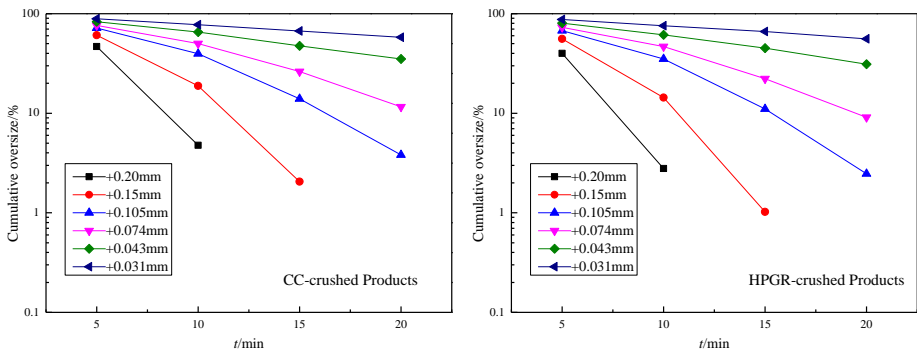 Cumulative oversize/%
100
10
1
0.1
+0.20mm
+0.15mm
+0.105mm
+0.074mm
+0.043mm
+0.031mm
CC-crushed Products
5 10 15 20
t/min
Cumulative oversize/%
100
10
1
0.1
+0.20mm
+0.15mm
+0.105mm
+0.074mm
+0.043mm
+0.031mm
HPGR-crushed Products
5 10 15 20
t/min